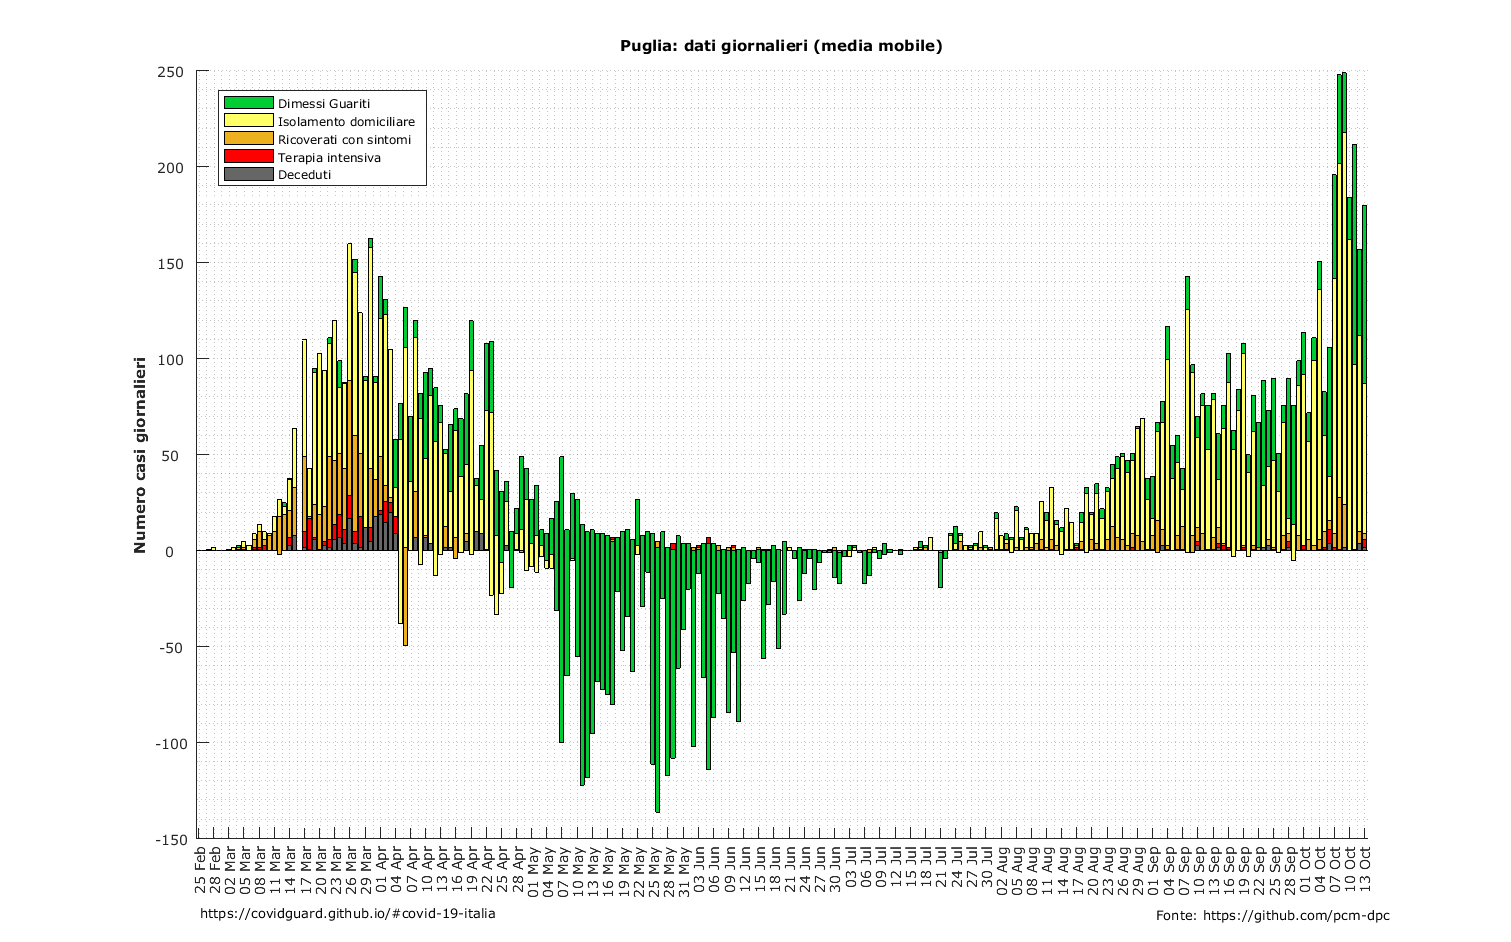 Puglia: dati giornalieri (media mobile)
Numero casi giornalieri
250
200
150
100
50
0
-50
-100
-150
Dimessi Guariti
Isolamento domiciliare
Ricoverati con sintomi
Terapia intensiva
Deceduti
25 Feb
28 Feb
02 Mar
05 Mar
08 Mar
11 Mar
14 Mar
17 Mar
20 Mar
23 Mar
26 Mar
29 Mar
01 Apr
04 Apr
07 Apr
10 Apr
13 Apr
16 Apr
19 Apr
22 Apr
25 Apr
28 Apr
01 May
04 May
07 May
10 May
13 May
16 May
19 May
22 May
25 May
28 May
31 May
03 Jun
06 Jun
09 Jun
12 Jun
15 Jun
18 Jun
21 Jun
24 Jun
27 Jun
30 Jun
03 Jul
06 Jul
09 Jul
12 Jul
15 Jul
18 Jul
21 Jul
24 Jul
27 Jul
30 Jul
02 Aug
05 Aug
08 Aug
11 Aug
14 Aug
17 Aug
20 Aug
23 Aug
26 Aug
29 Aug
01 Sep
04 Sep
07 Sep
10 Sep
13 Sep
16 Sep
19 Sep
22 Sep
25 Sep
28 Sep
01 Oct
04 Oct
07 Oct
10 Oct
13 Oct
https://covidguard.github.io/#covid-19-italia
Fonte: https://github.com/pcm-dpc